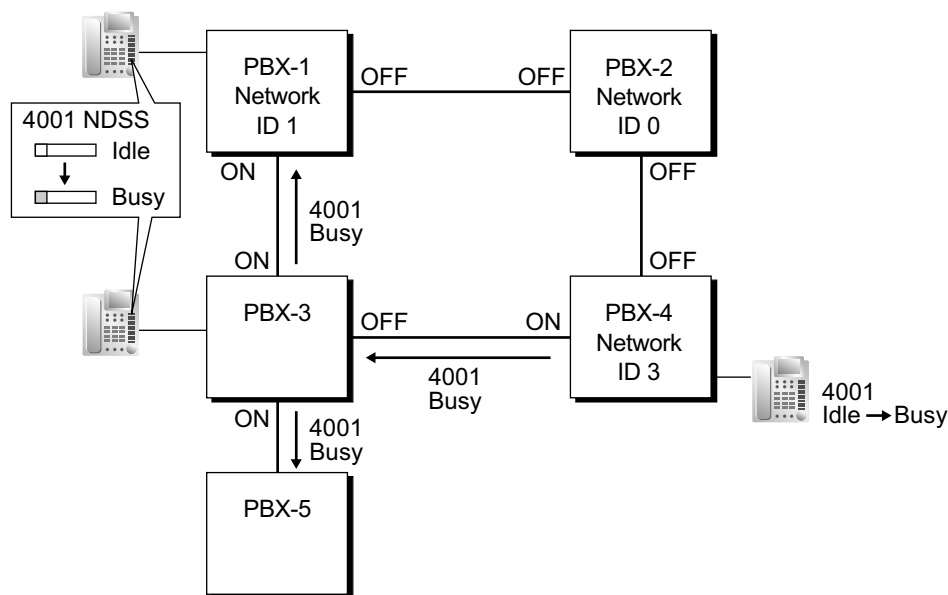 PBX-1
Network
ID 1
OFF
OFF
PBX-2
Network
ID 0
4001 NDSS
Idle
Busy
ON
OFF
4001
Busy
ON
OFF
PBX-3
OFF
ON
PBX-4
Network
ID 3
4001
Busy
4001
Idle → Busy
ON
4001
Busy
PBX-5